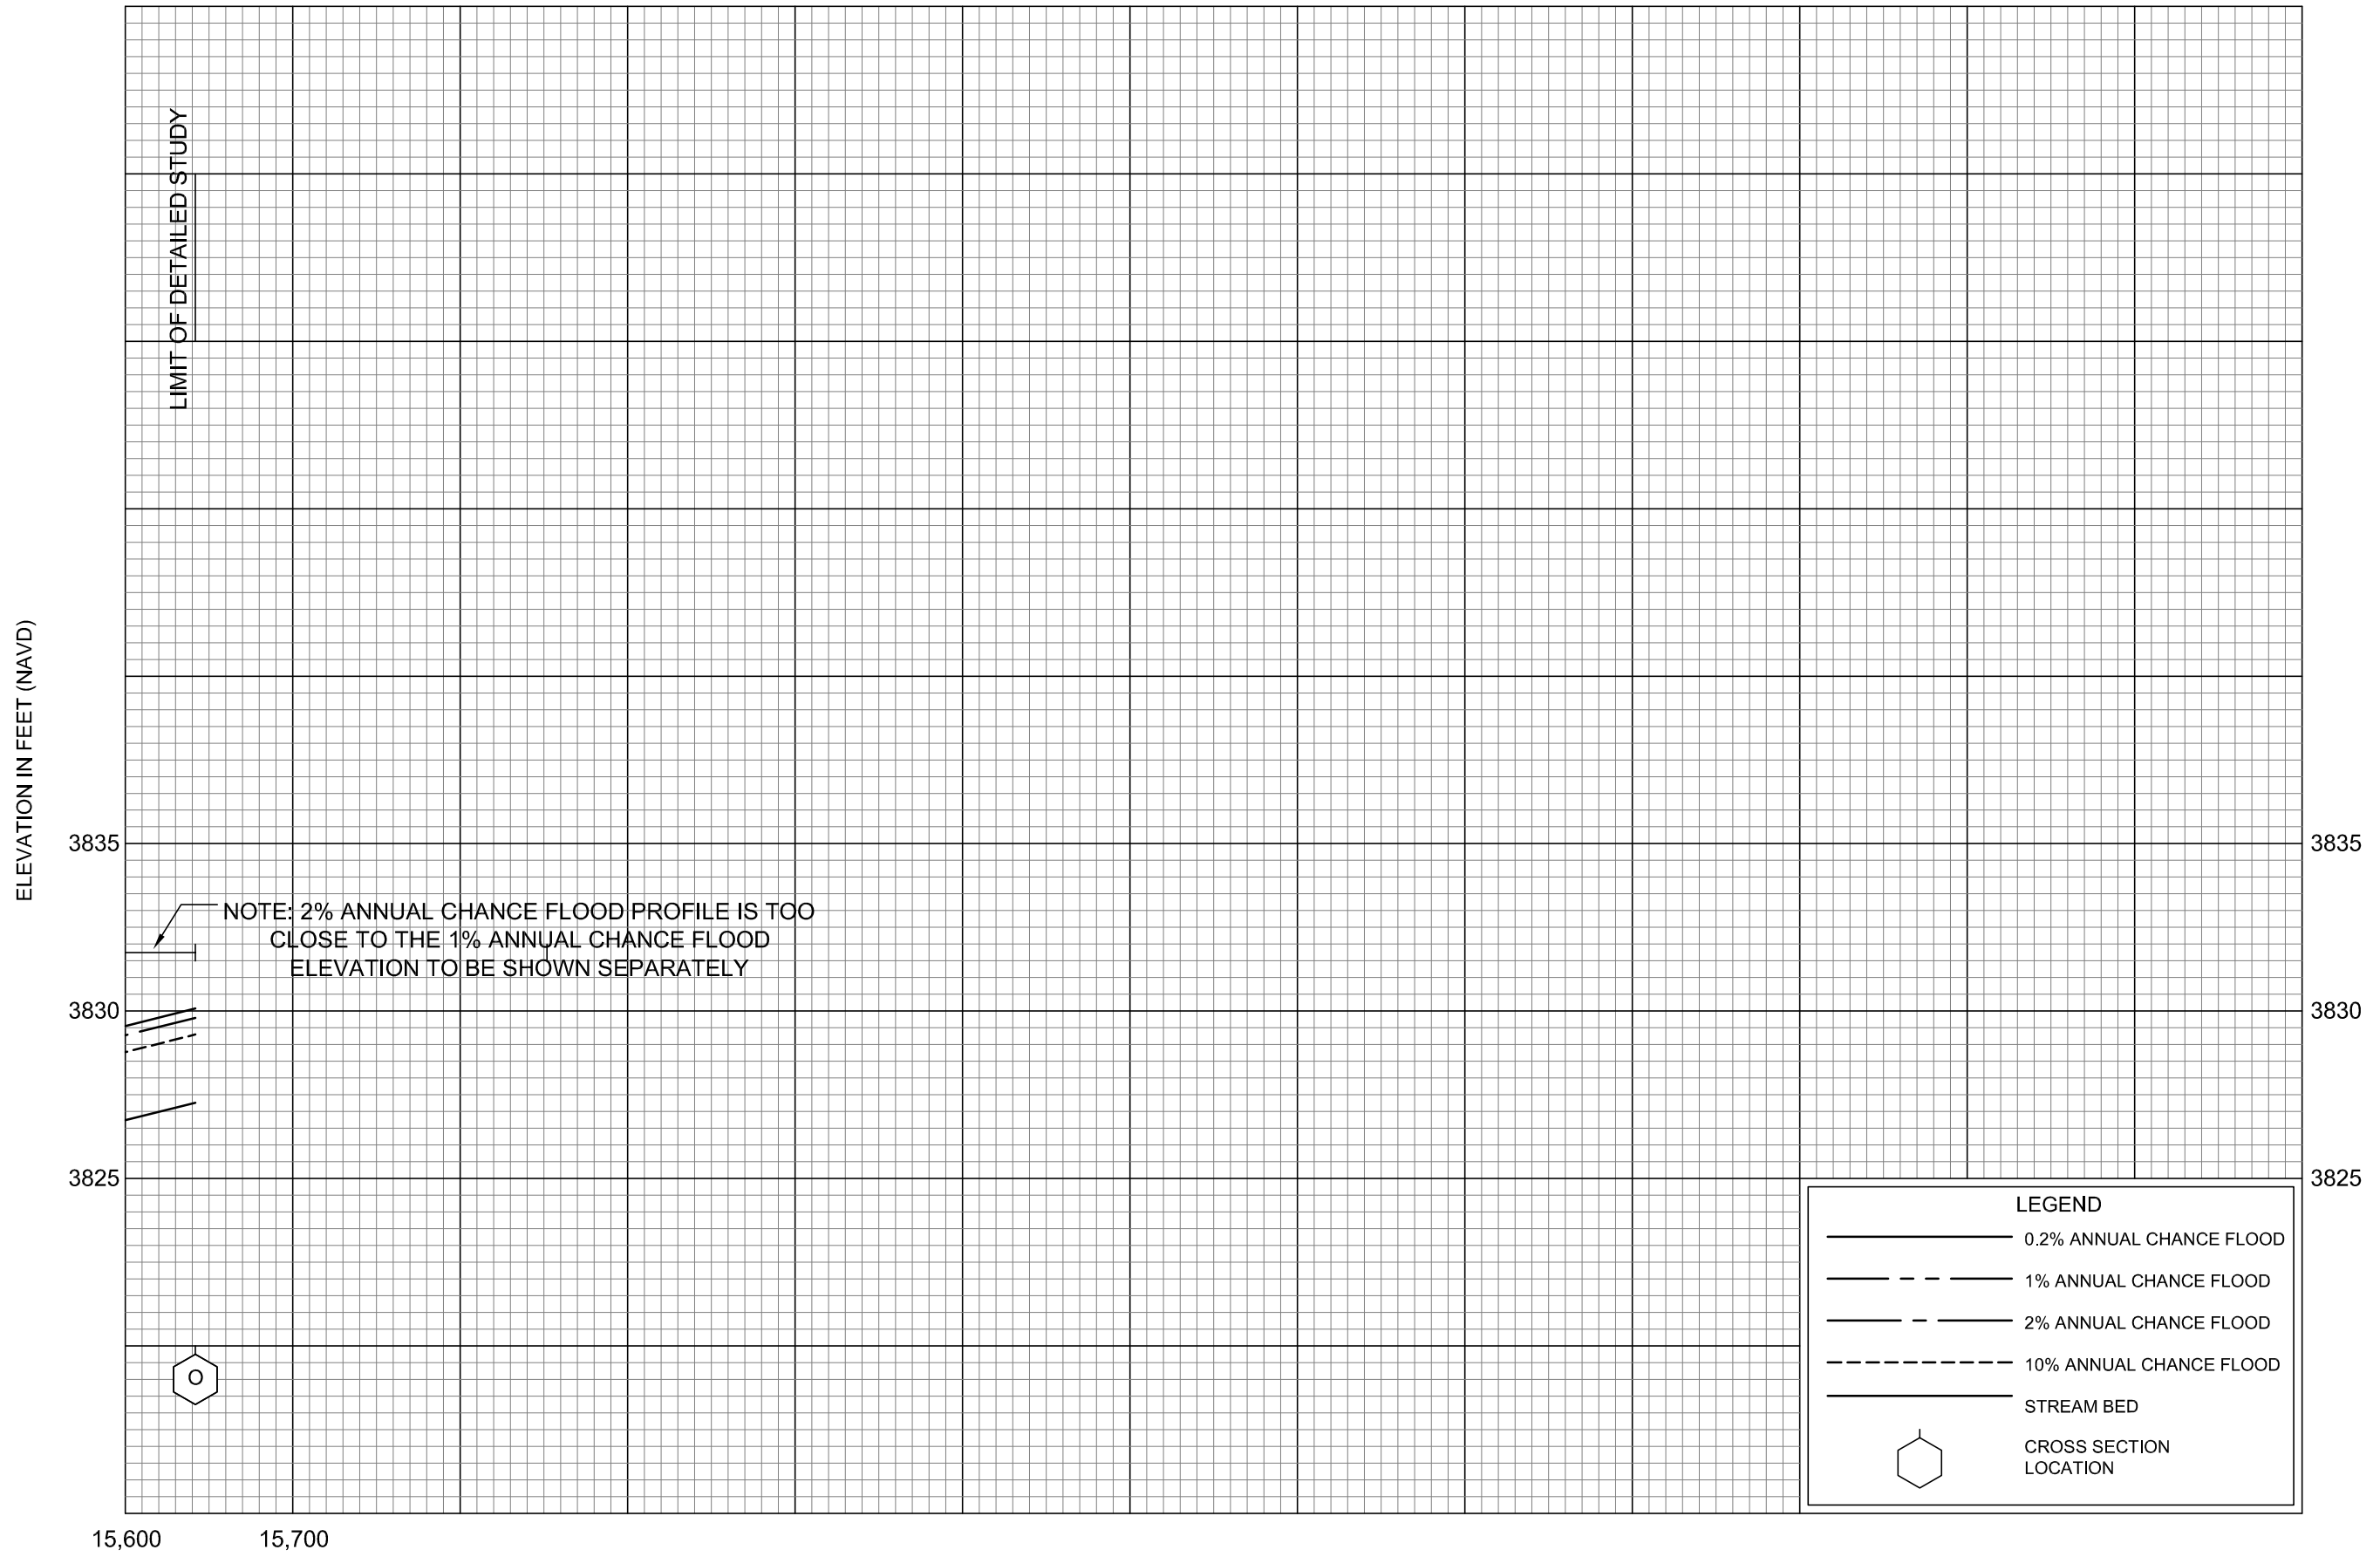 LIMIT OF DETAILED STUDY
ELEVATION IN FEET (NAVD)
3835
3835
NOTE: 2% ANNUAL CHANCE FLOOD PROFILE IS TOO
CLOSE TO THE 1% ANNUAL CHANCE FLOOD
ELEVATION TO BE SHOWN SEPARATELY
3830
3830
3825
3825
LEGEND
0.2% ANNUAL CHANCE FLOOD
1% ANNUAL CHANCE FLOOD
2% ANNUAL CHANCE FLOOD
10% ANNUAL CHANCE FLOOD
STREAM BED
CROSS SECTION
LOCATION
O
15,600
15,700